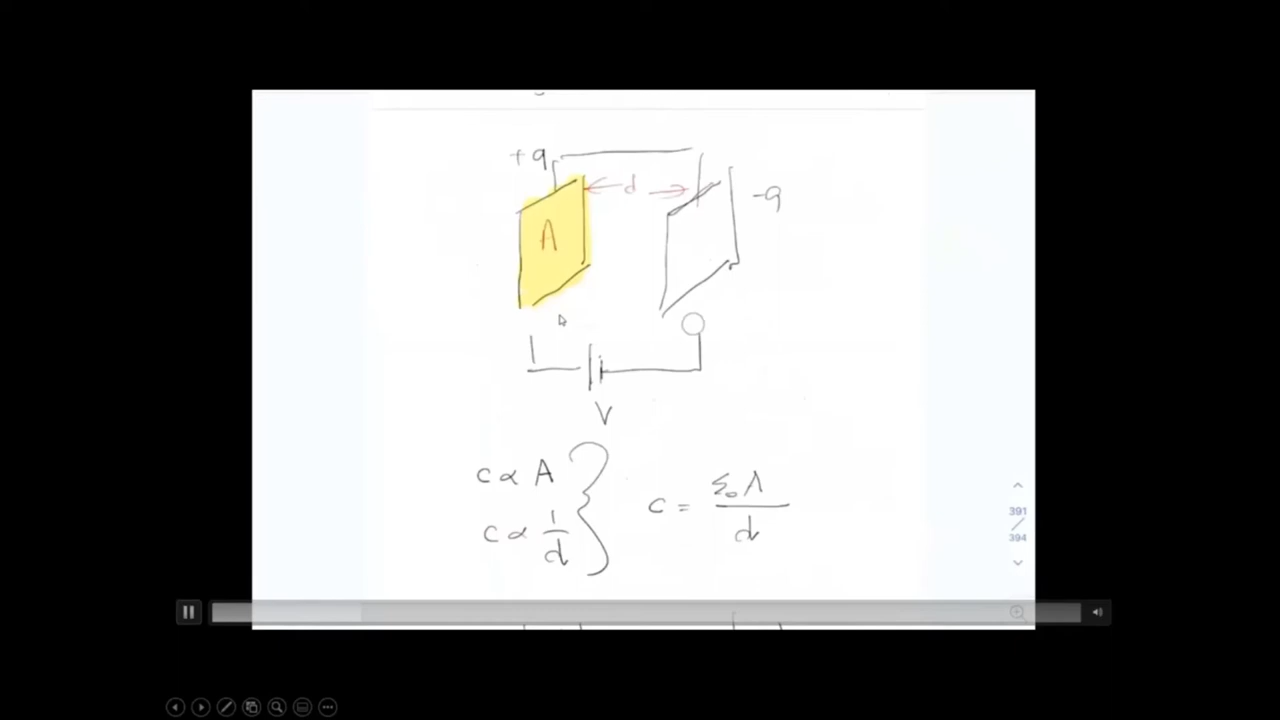 +q
d
-q
A
V
c ∝ A
c ∝ 1/d
c = ε₀A/d
391
/
394